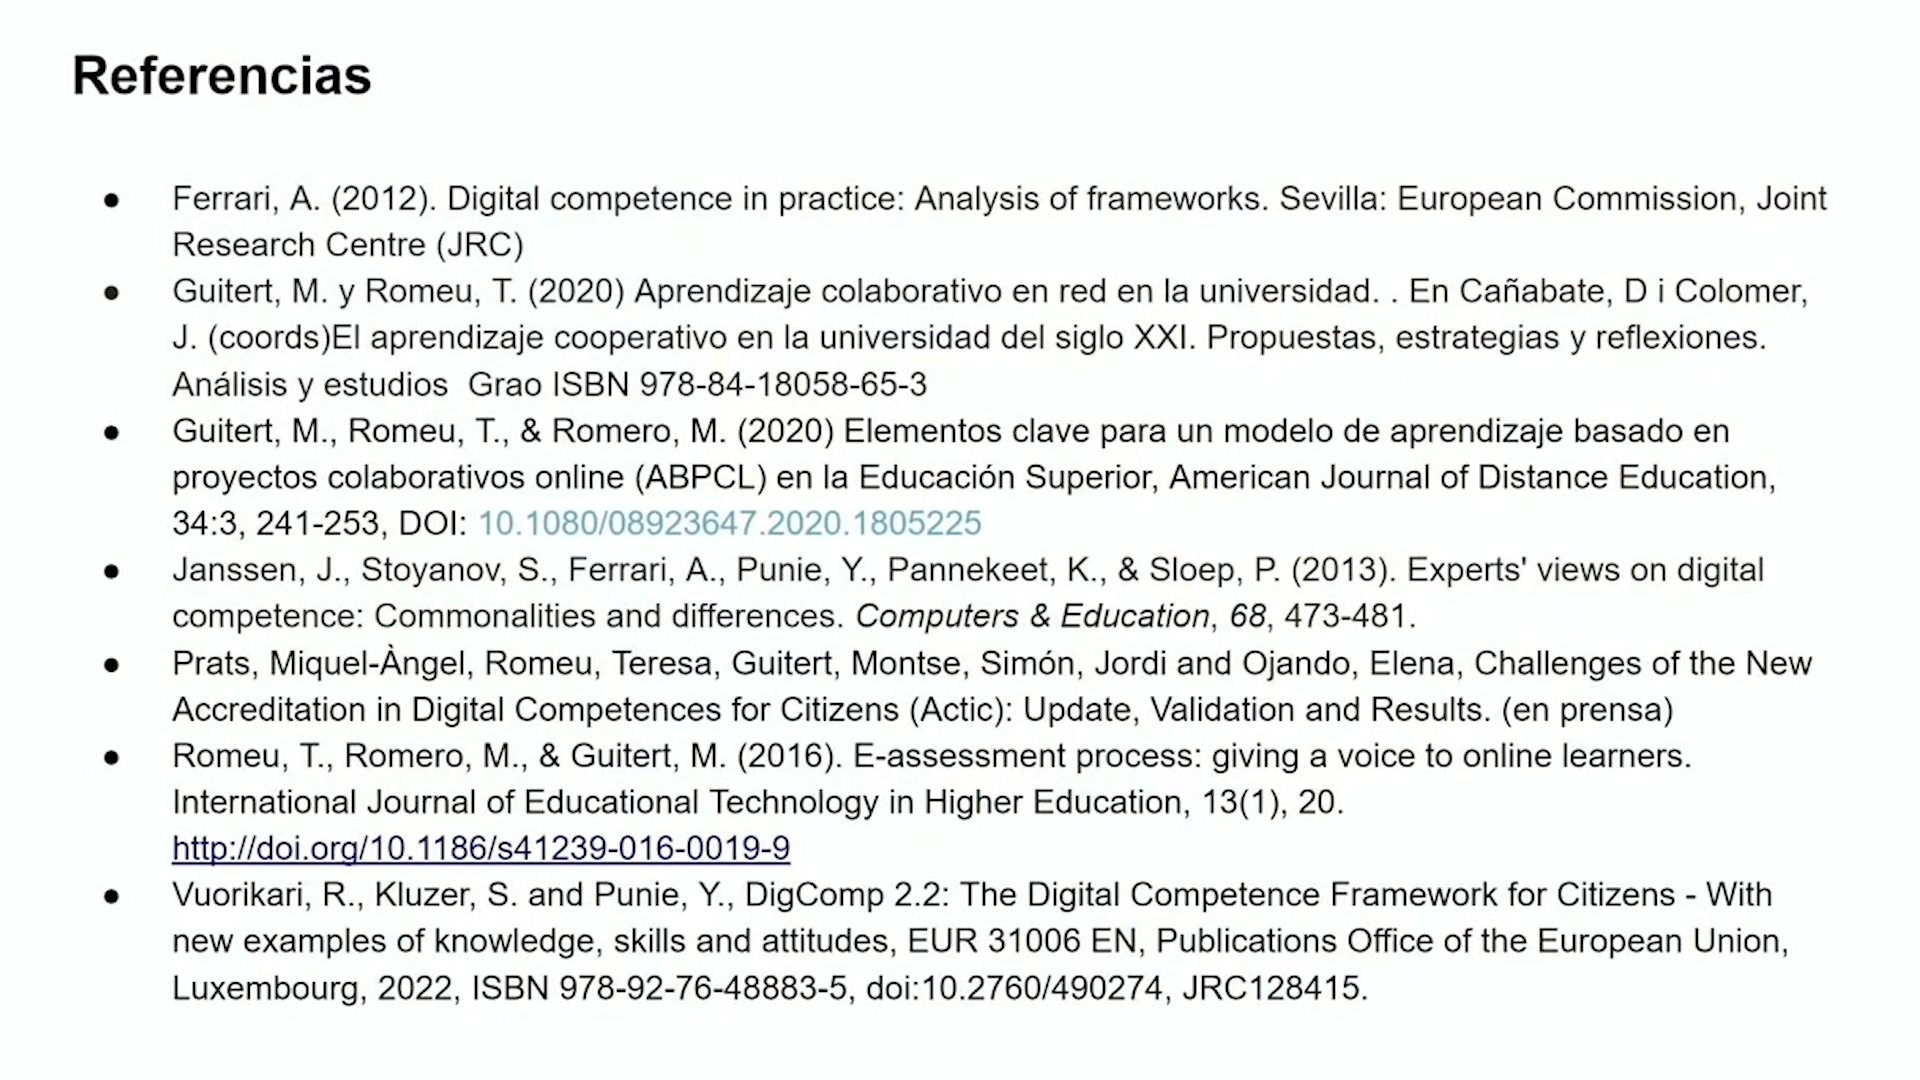 Referencias
● Ferrari, A. (2012). Digital competence in practice: Analysis of frameworks. Sevilla: European Commission, Joint
Research Centre (JRC)
● Guitert, M. y Romeu, T. (2020) Aprendizaje colaborativo en red en la universidad. . En Cañabate, D i Colomer,
J. (coords)El aprendizaje cooperativo en la universidad del siglo XXI. Propuestas, estrategias y reflexiones.
Análisis y estudios  Grao ISBN 978-84-18058-65-3
● Guitert, M., Romeu, T., & Romero, M. (2020) Elementos clave para un modelo de aprendizaje basado en
proyectos colaborativos online (ABPCL) en la Educación Superior, American Journal of Distance Education,
34:3, 241-253, DOI: 10.1080/08923647.2020.1805225
● Janssen, J., Stoyanov, S., Ferrari, A., Punie, Y., Pannekeet, K., & Sloep, P. (2013). Experts' views on digital
competence: Commonalities and differences. Computers & Education, 68, 473-481.
● Prats, Miquel-Àngel, Romeu, Teresa, Guitert, Montse, Simón, Jordi and Ojando, Elena, Challenges of the New
Accreditation in Digital Competences for Citizens (Actic): Update, Validation and Results. (en prensa)
● Romeu, T., Romero, M., & Guitert, M. (2016). E-assessment process: giving a voice to online learners.
International Journal of Educational Technology in Higher Education, 13(1), 20.
http://doi.org/10.1186/s41239-016-0019-9
● Vuorikari, R., Kluzer, S. and Punie, Y., DigComp 2.2: The Digital Competence Framework for Citizens - With
new examples of knowledge, skills and attitudes, EUR 31006 EN, Publications Office of the European Union,
Luxembourg, 2022, ISBN 978-92-76-48883-5, doi:10.2760/490274, JRC128415.